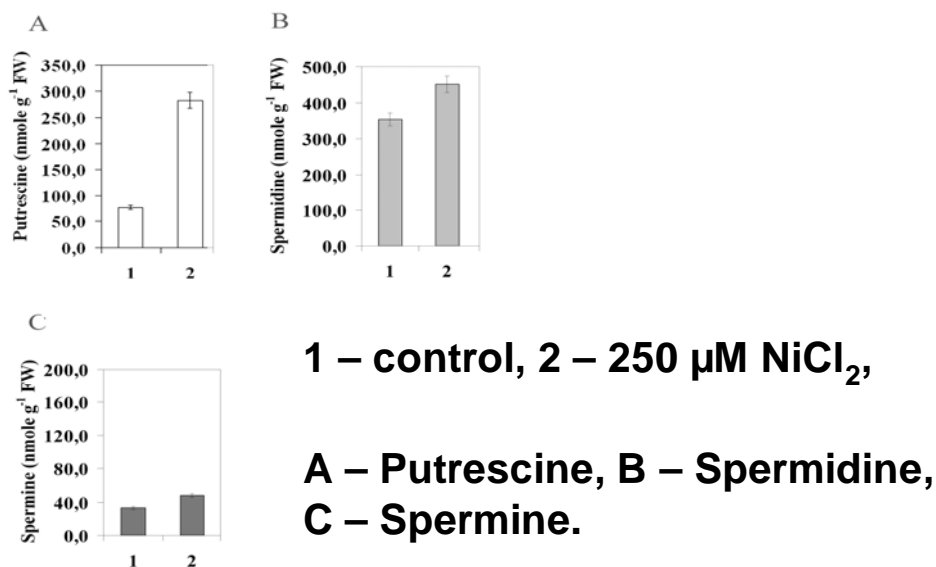 A
Putrescine (nmole g⁻¹ FW)
350,0
300,0
250,0
200,0
150,0
100,0
50,0
0,0
1 2
B
Spermidine (nmole g⁻¹ FW)
500,0
400,0
300,0
200,0
100,0
0,0
1 2
C
Spermine (nmole g⁻¹ FW)
200,0
160,0
120,0
80,0
40,0
0,0
1 2
1 – control, 2 – 250 µM NiCl₂,
A – Putrescine, B – Spermidine,
C – Spermine.